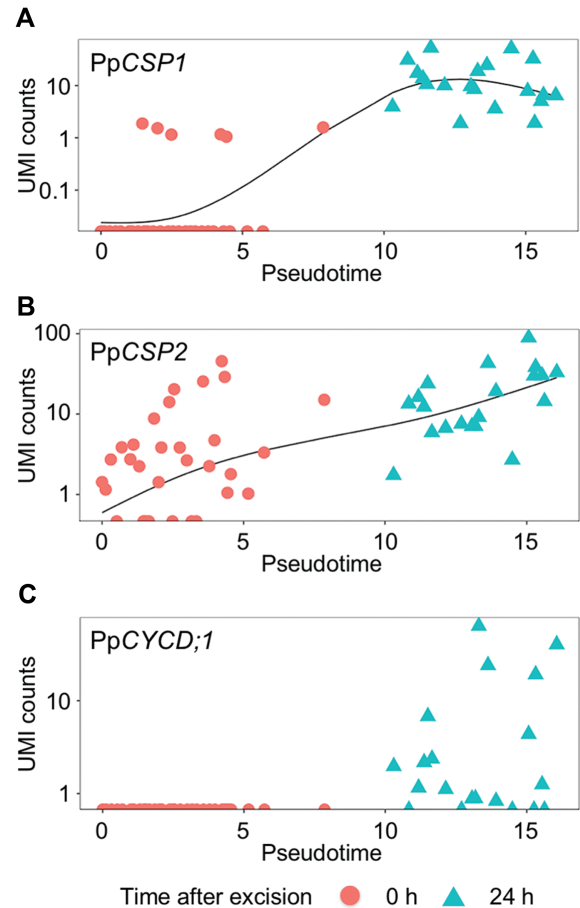 A
PpCSP1
UMI counts
10
1
0.1
0
5
10
15
Pseudotime
B
PpCSP2
UMI counts
100
10
1
0
5
10
15
Pseudotime
C
PpCYCD;1
UMI counts
10
1
0
5
10
15
Pseudotime
Time after excision 0 h 24 h